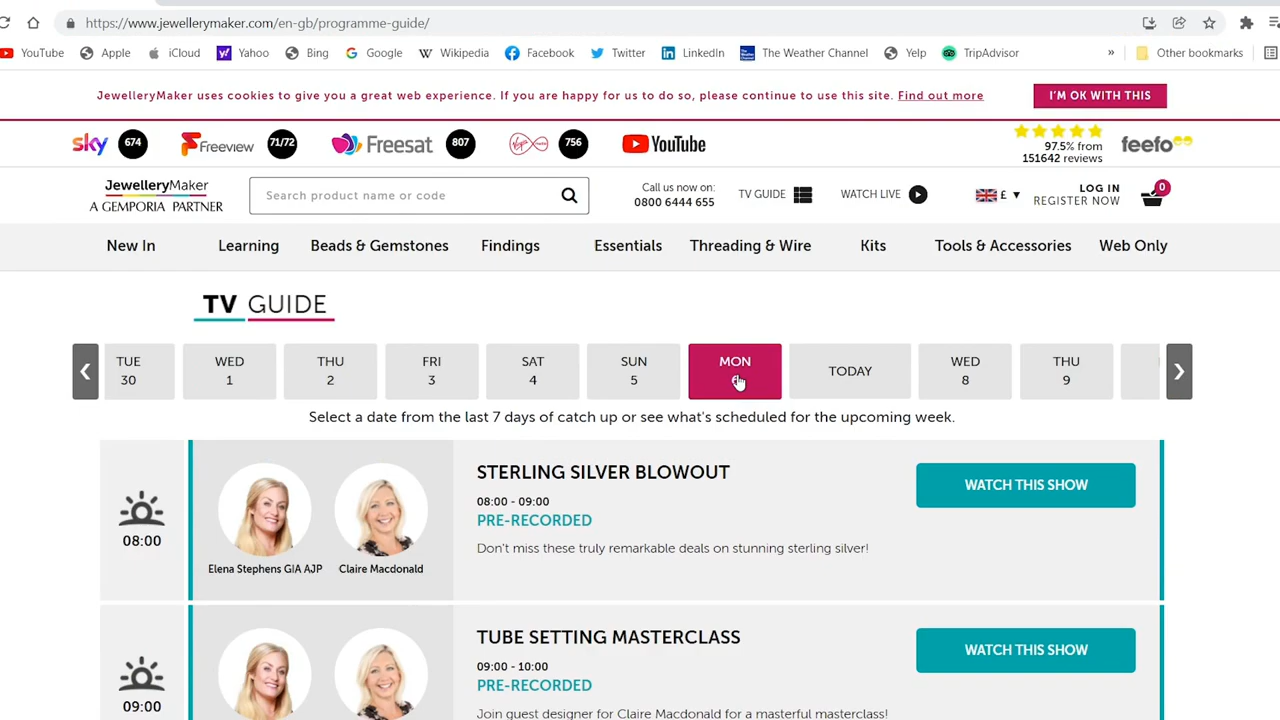 https://www.jewellerymaker.com/en-gb/programme-guide/
YouTube Apple iCloud Yahoo Bing Google Wikipedia Facebook Twitter LinkedIn The Weather Channel Yelp TripAdvisor » Other bookmarks
JewelleryMaker uses cookies to give you a great web experience. If you are happy for us to do so, please continue to use this site. Find out more
I'M OK WITH THIS
sky 674 Freeview 71/72 Freesat 807 756 YouTube
97.5% from
151642 reviews
feefo
JewelleryMaker
A GEMPORIA PARTNER
Search product name or code
Call us now on:
0800 6444 655
TV GUIDE
WATCH LIVE
£
LOG IN
REGISTER NOW
0
New In Learning Beads & Gemstones Findings Essentials Threading & Wire Kits Tools & Accessories Web Only
TV GUIDE
TUE WED THU FRI SAT SUN MON TODAY WED THU
30 1 2 3 4 5 8 9
Select a date from the last 7 days of catch up or see what's scheduled for the upcoming week.
08:00
Elena Stephens GIA AJP
Claire Macdonald
STERLING SILVER BLOWOUT
08:00 - 09:00
PRE-RECORDED
Don't miss these truly remarkable deals on stunning sterling silver!
WATCH THIS SHOW
09:00
TUBE SETTING MASTERCLASS
09:00 - 10:00
PRE-RECORDED
Join guest designer for Claire Macdonald for a masterful masterclass!
WATCH THIS SHOW